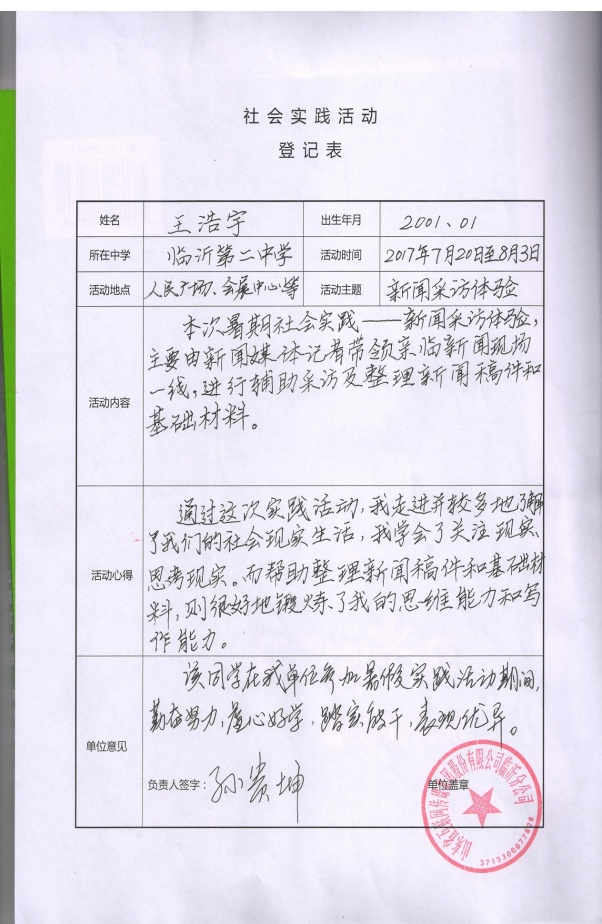 社会实践活动
登记表
姓名 王浩宇 出生年月 2001、01
所在中学 临沂第二中学 活动时间 2017年7月20日至8月3日
活动地点 人民广场、会展中心等 活动主题 新闻采访体验
活动内容
本次暑期社会实践——新闻采访体验,
主要由新闻媒体记者带领亲临新闻现场
一线,进行辅助采访及整理新闻稿件和
基础材料。
活动心得
通过这次实践活动,我走进并较多地了解
了我们的社会现实生活,我学会了关注现实、
思考现实。而帮助整理新闻稿件和基础材
料,则很好地锻炼了我的思维能力和写
作能力。
单位意见
该同学在我单位参加暑假实践活动期间,
勤奋努力,虚心好学,踏实能干,表现优异。
负责人签字:孙贵坤
单位盖章
3713300077828